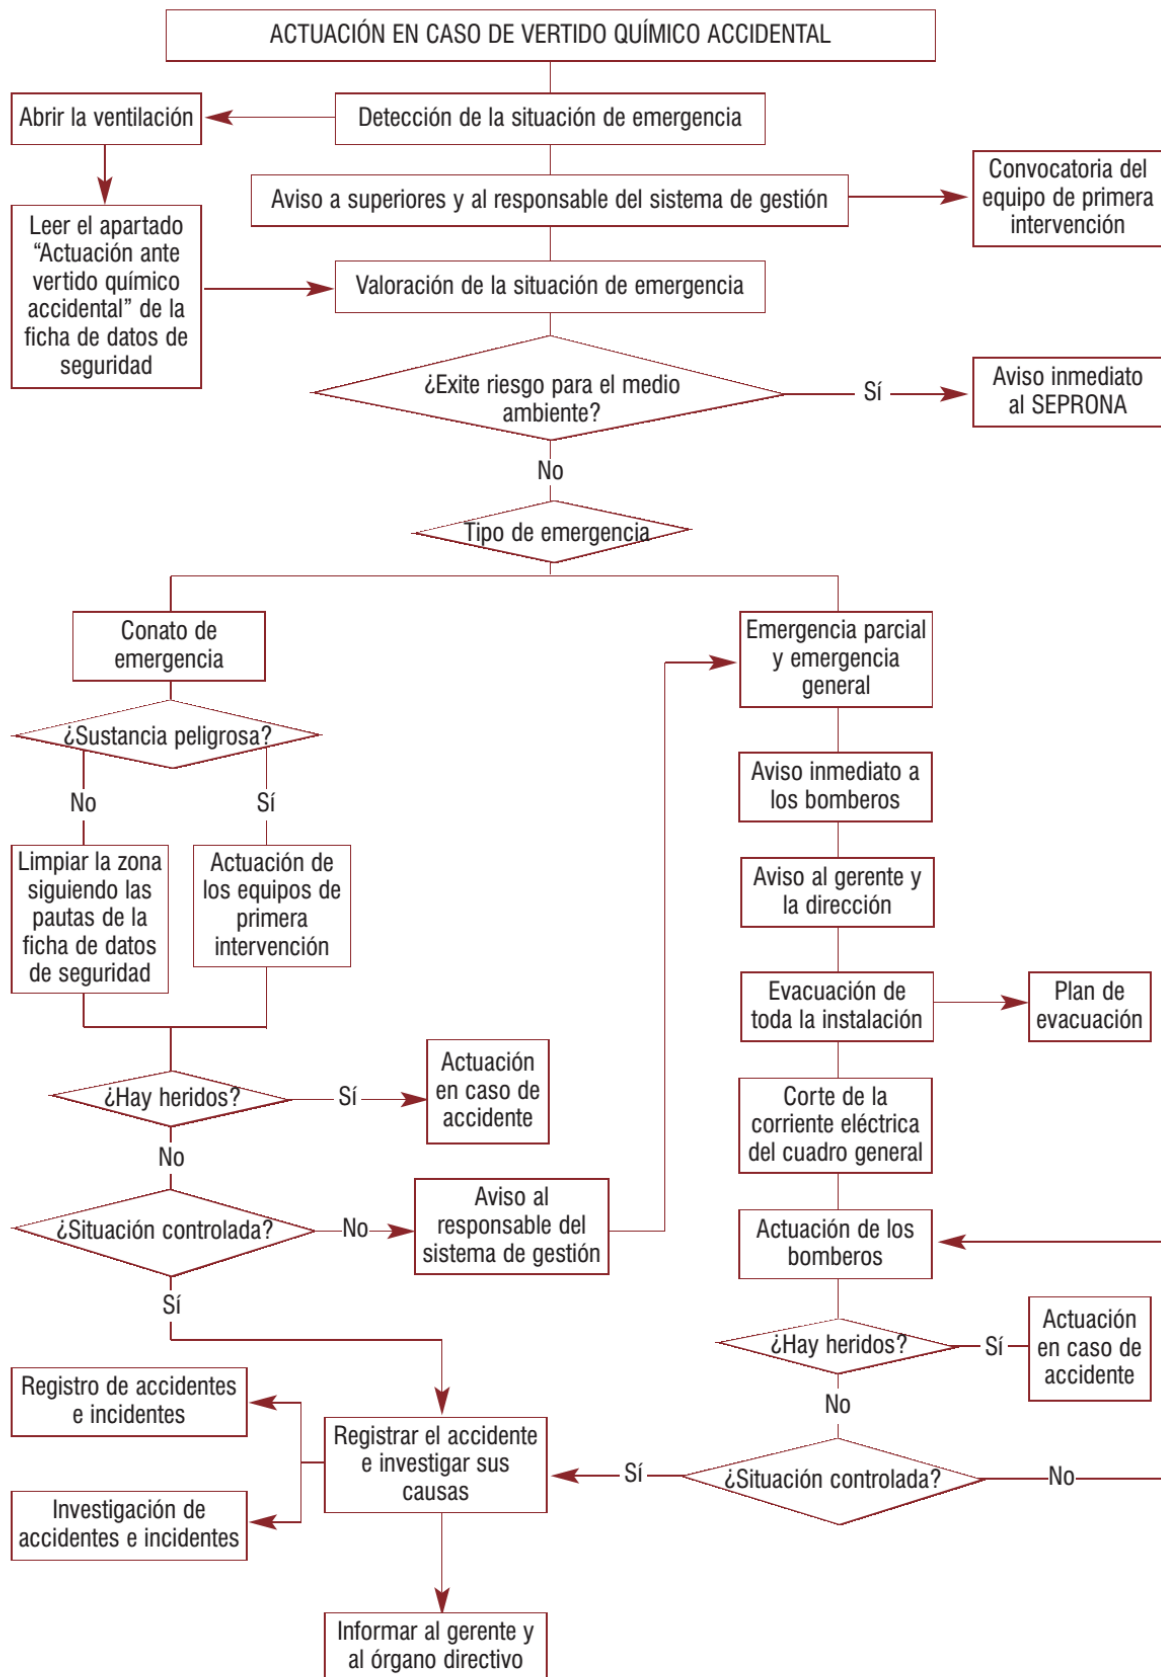 ACTUACIÓN EN CASO DE VERTIDO QUÍMICO ACCIDENTAL
Abrir la ventilación
Detección de la situación de emergencia
Aviso a superiores y al responsable del sistema de gestión
Convocatoria del
equipo de primera
intervención
Leer el apartado
“Actuación ante
vertido químico
accidental” de la
ficha de datos de
seguridad
Valoración de la situación de emergencia
¿Exite riesgo para el medio
ambiente?
Sí
Aviso inmediato
al SEPRONA
No
Tipo de emergencia
Conato de
emergencia
Emergencia parcial
y emergencia
general
¿Sustancia peligrosa?
No
Sí
Limpiar la zona
siguiendo las
pautas de la
ficha de datos
de seguridad
Actuación de
los equipos de
primera
intervención
Aviso inmediato a
los bomberos
Aviso al gerente y
la dirección
Evacuación de
toda la instalación
Plan de
evacuación
¿Hay heridos?
Sí
Actuación
en caso de
accidente
No
Corte de la
corriente eléctrica
del cuadro general
¿Situación controlada?
No
Aviso al
responsable del
sistema de gestión
Sí
Actuación de los
bomberos
¿Hay heridos?
Sí
Actuación
en caso de
accidente
No
¿Situación controlada?
No
Sí
Registrar el accidente
e investigar sus
causas
Registro de accidentes
e incidentes
Investigación de
accidentes e incidentes
Informar al gerente y
al órgano directivo